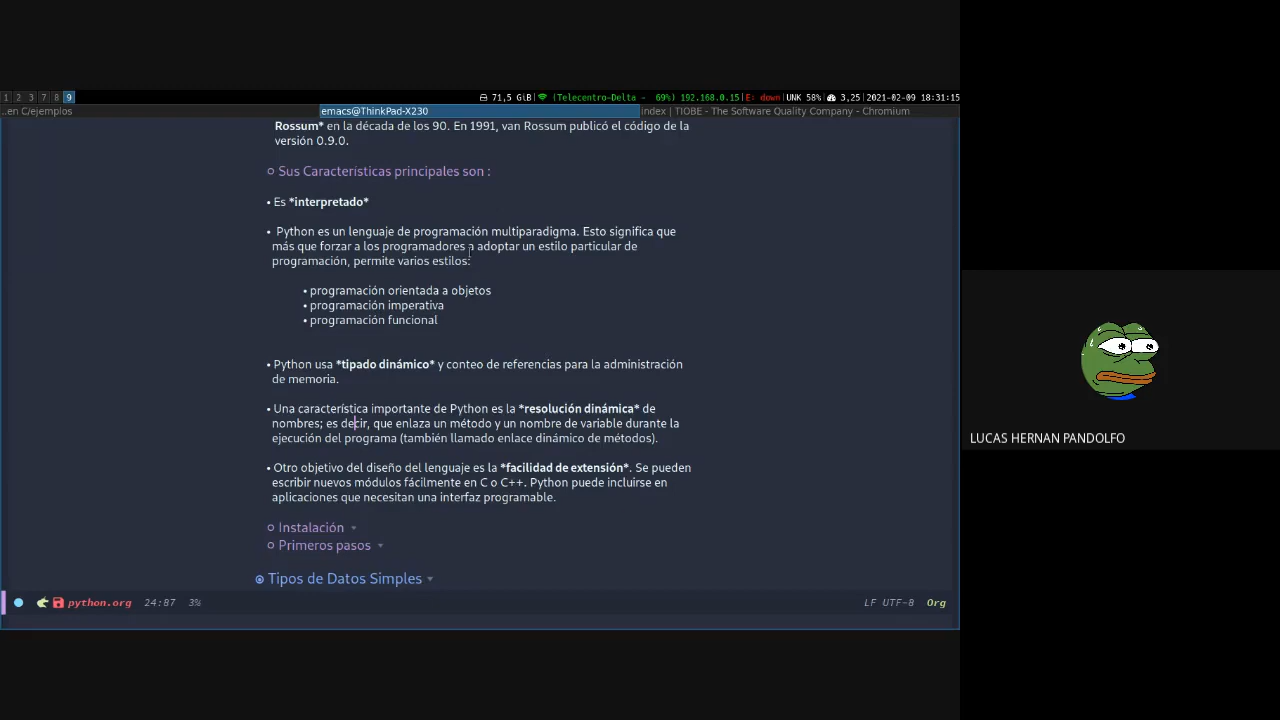 1 2 3 7 8 9
71,5 GiB| (Telecentro-Delta - 69%) 192.168.0.15|E: down|UNK 58%| 3,25|2021-02-09 18:31:15
..en C/ejemplos
emacs@ThinkPad-X230
index | TIOBE - The Software Quality Company - Chromium
Rossum* en la década de los 90. En 1991, van Rossum publicó el código de la
versión 0.9.0.
Sus Características principales son :
• Es *interpretado*
• Python es un lenguaje de programación multiparadigma. Esto significa que
más que forzar a los programadores a adoptar un estilo particular de
programación, permite varios estilos:
• programación orientada a objetos
• programación imperativa
• programación funcional
• Python usa *tipado dinámico* y conteo de referencias para la administración
de memoria.
• Una característica importante de Python es la *resolución dinámica* de
nombres; es decir, que enlaza un método y un nombre de variable durante la
ejecución del programa (también llamado enlace dinámico de métodos).
• Otro objetivo del diseño del lenguaje es la *facilidad de extensión*. Se pueden
escribir nuevos módulos fácilmente en C o C++. Python puede incluirse en
aplicaciones que necesitan una interfaz programable.
Instalación
Primeros pasos
Tipos de Datos Simples
python.org 24:87 3%
LF UTF-8 Org
LUCAS HERNAN PANDOLFO